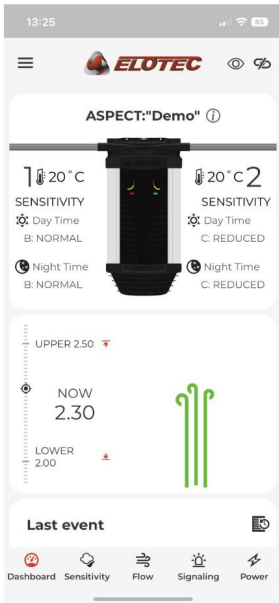 13:25
85
ELOTEC
ASPECT:"Demo" i
1 20°C
SENSITIVITY
Day Time
B: NORMAL
Night Time
B: NORMAL
20°C 2
SENSITIVITY
Day Time
C: REDUCED
Night Time
C: REDUCED
UPPER 2.50
NOW
2.30
LOWER
2.00
Last event
Dashboard Sensitivity Flow Signaling Power